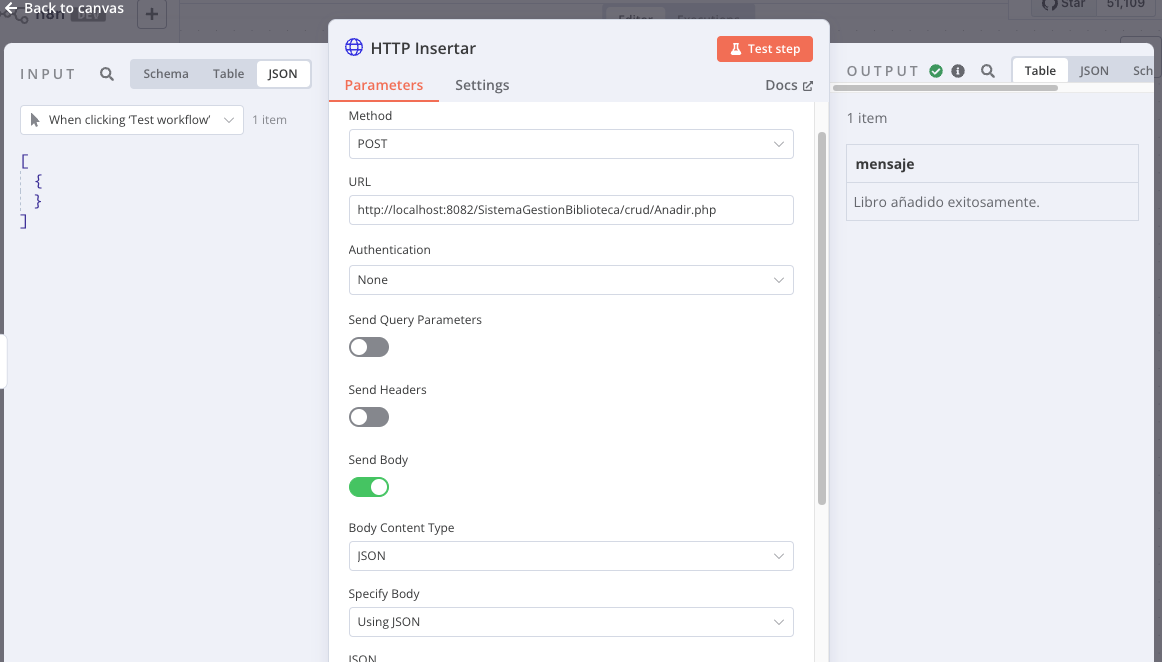 Back to canvas
n8n DEV
Editor Executions
Star 51,109
INPUT
Schema Table JSON
When clicking ‘Test workflow’ 1 item
[
{
}
]
HTTP Insertar
Test step
Parameters Settings Docs
Method
POST
URL
http://localhost:8082/SistemaGestionBiblioteca/crud/Anadir.php
Authentication
None
Send Query Parameters
Send Headers
Send Body
Body Content Type
JSON
Specify Body
Using JSON
JSON
OUTPUT
Table JSON Sch
1 item
mensaje
Libro añadido exitosamente.